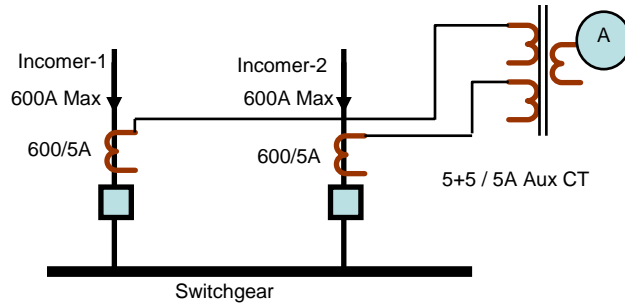 A
Incomer-1
Incomer-2
600A Max
600A Max
600/5A
600/5A
5+5 / 5A Aux CT
Switchgear